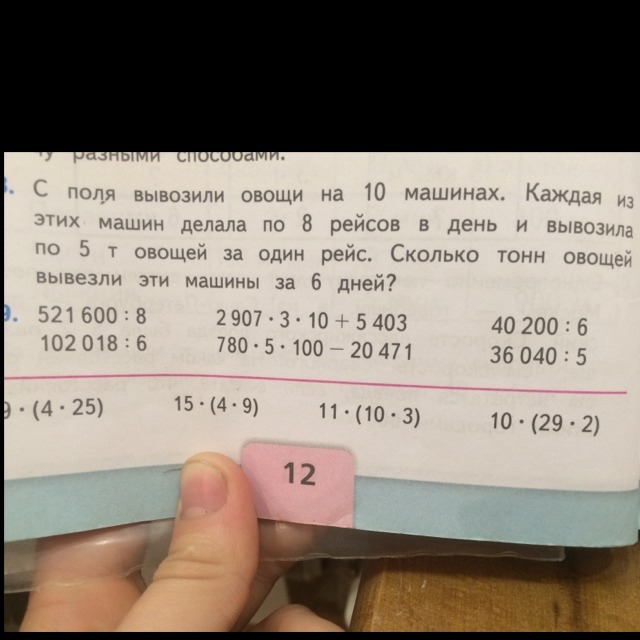 разными способами.
С поля вывозили овощи на 10 машинах. Каждая из
этих машин делала по 8 рейсов в день и вывозила
по 5 т овощей за один рейс. Сколько тонн овощей
вывезли эти машины за 6 дней?
9. 521 600 : 8 2 907 · 3 · 10 + 5 403 40 200 : 6
102 018 : 6 780 · 5 · 100 − 20 471 36 040 : 5
9 · (4 · 25) 15 · (4 · 9) 11 · (10 · 3) 10 · (29 · 2)
12